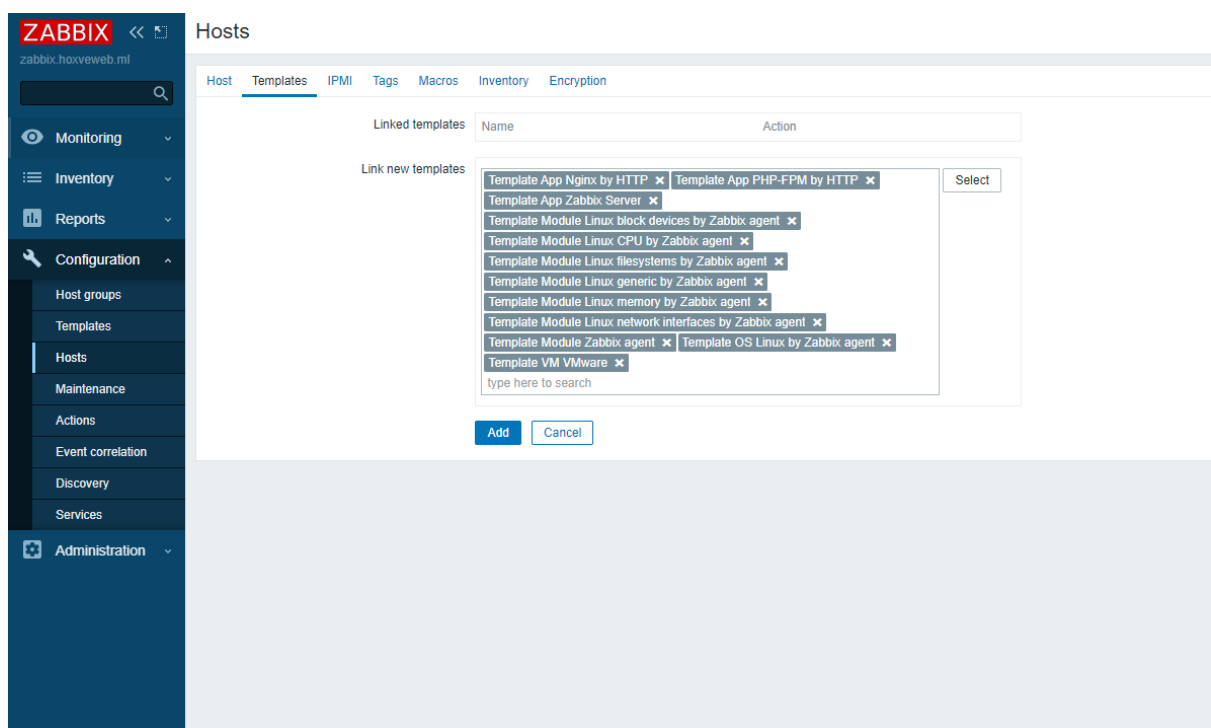 ZABBIX
zabbix.hoxveweb.ml
Monitoring
Inventory
Reports
Configuration
Host groups
Templates
Hosts
Maintenance
Actions
Event correlation
Discovery
Services
Administration
Hosts
Host Templates IPMI Tags Macros Inventory Encryption
Linked templates Name Action
Link new templates
Template App Nginx by HTTP Template App PHP-FPM by HTTP
Template App Zabbix Server
Template Module Linux block devices by Zabbix agent
Template Module Linux CPU by Zabbix agent
Template Module Linux filesystems by Zabbix agent
Template Module Linux generic by Zabbix agent
Template Module Linux memory by Zabbix agent
Template Module Linux network interfaces by Zabbix agent
Template Module Zabbix agent Template OS Linux by Zabbix agent
Template VM VMware
type here to search
Select
Add Cancel